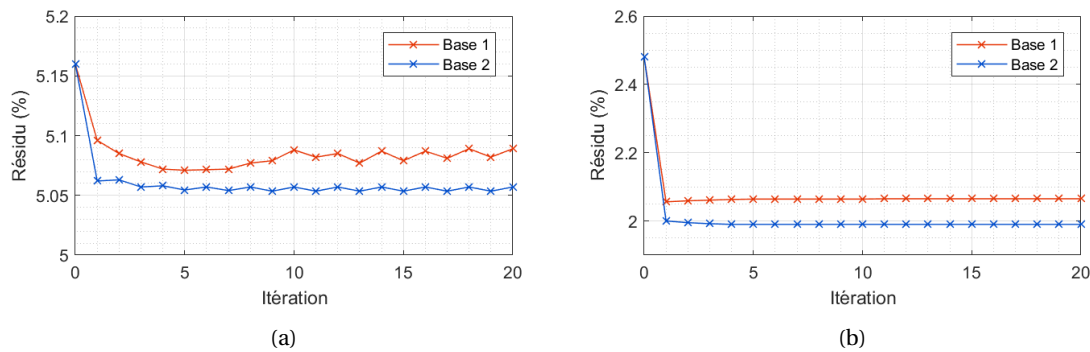 5.2
5.15
5.1
5.05
5
Résidu (%)
0
5
10
15
20
Itération
Base 1
Base 2
(a)
2.6
2.4
2.2
2
Résidu (%)
0
5
10
15
20
Itération
Base 1
Base 2
(b)